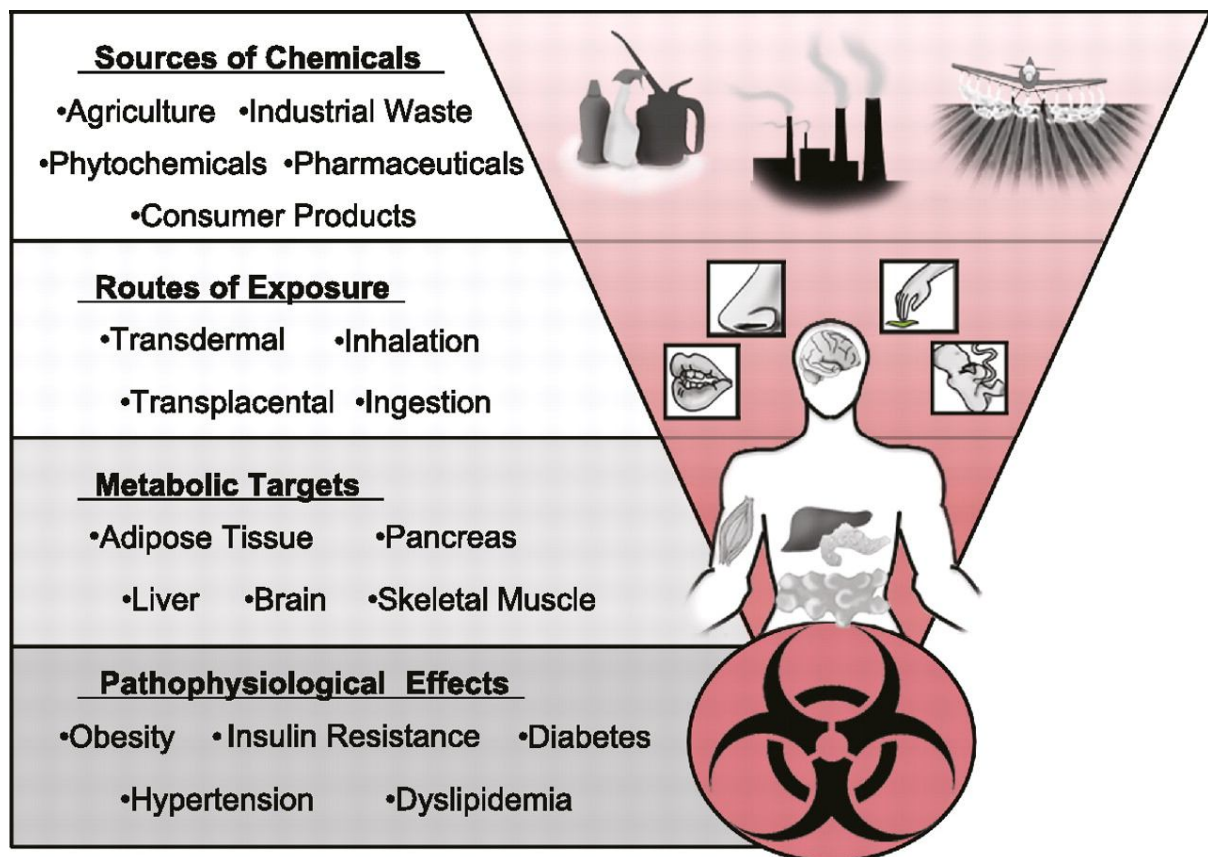 Sources of Chemicals
•Agriculture •Industrial Waste
•Phytochemicals •Pharmaceuticals
•Consumer Products
Routes of Exposure
•Transdermal •Inhalation
•Transplacental •Ingestion
Metabolic Targets
•Adipose Tissue •Pancreas
•Liver •Brain •Skeletal Muscle
Pathophysiological Effects
•Obesity •Insulin Resistance •Diabetes
•Hypertension •Dyslipidemia